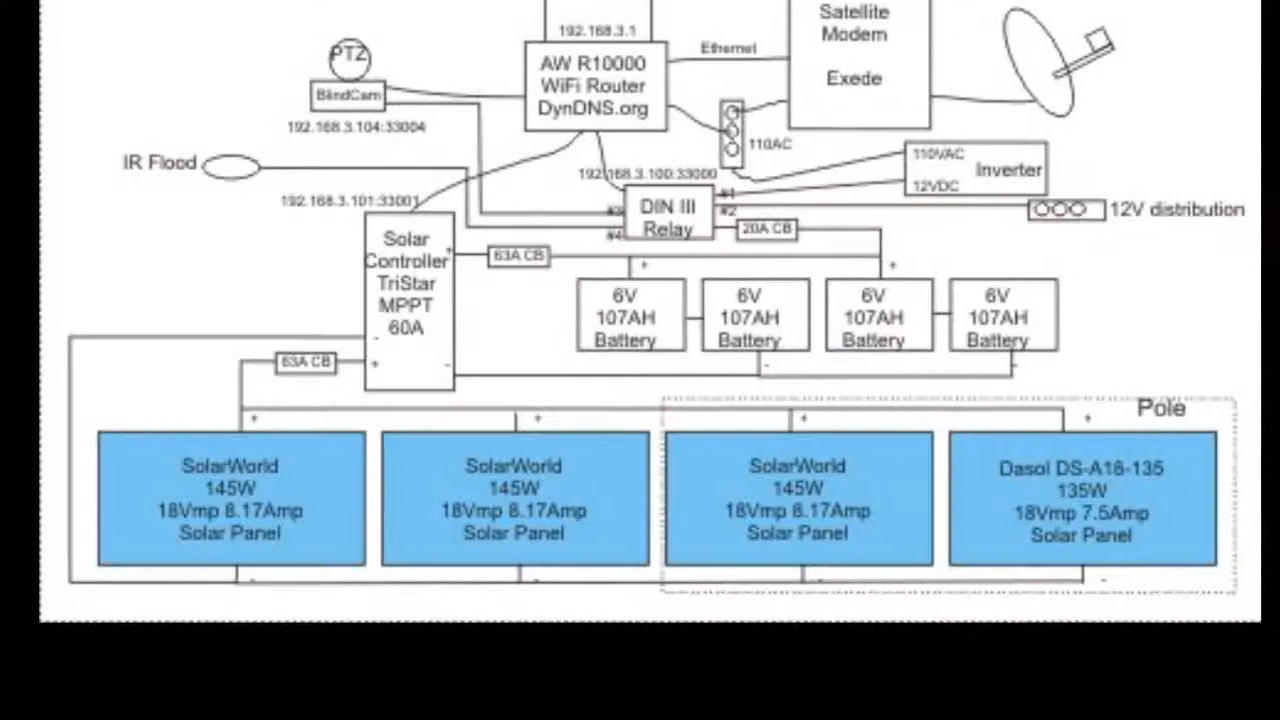 192.168.3.1
AW R10000
WiFi Router
DynDNS.org
Ethernet
Satellite
Modem
Exede
PTZ
BlindCam
192.168.3.104:33004
110AC
IR Flood
110VAC
Inverter
12VDC
192.168.3.100:33000
192.168.3.101:33001
#1
#2
#3
#4
DIN III
Relay
12V distribution
20A CB
63A CB
Solar
Controller
TriStar
MPPT
60A
+
-
+
-
+
+
6V
107AH
Battery
6V
107AH
Battery
6V
107AH
Battery
6V
107AH
Battery
-
-
63A CB
Pole
+
+
+
+
SolarWorld
145W
18Vmp 8.17Amp
Solar Panel
SolarWorld
145W
18Vmp 8.17Amp
Solar Panel
SolarWorld
145W
18Vmp 8.17Amp
Solar Panel
Dasol DS-A18-135
135W
18Vmp 7.5Amp
Solar Panel
-
-
-
-